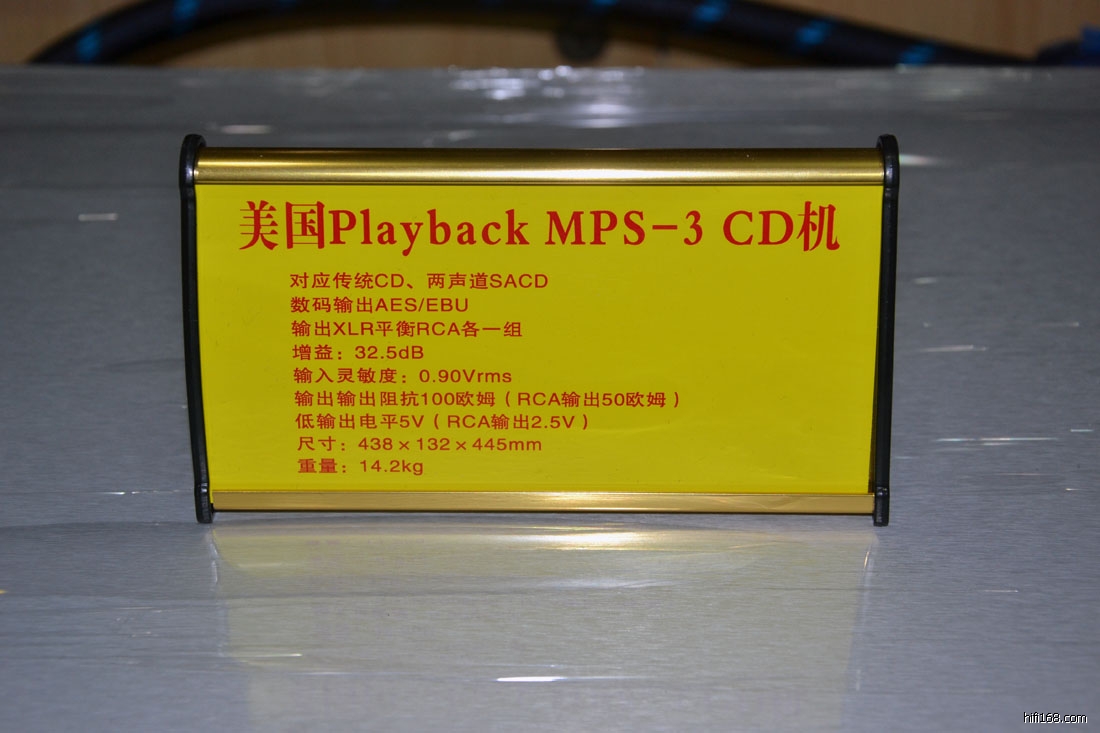 美国Playback MPS-3 CD机
对应传统CD、两声道SACD
数码输出AES/EBU
输出XLR平衡RCA各一组
增益：32.5dB
输入灵敏度：0.90Vrms
输出输出阻抗100欧姆（RCA输出50欧姆）
低输出电平5V（RCA输出2.5V）
尺寸：438×132×445mm
重量：14.2kg
hifi168.com